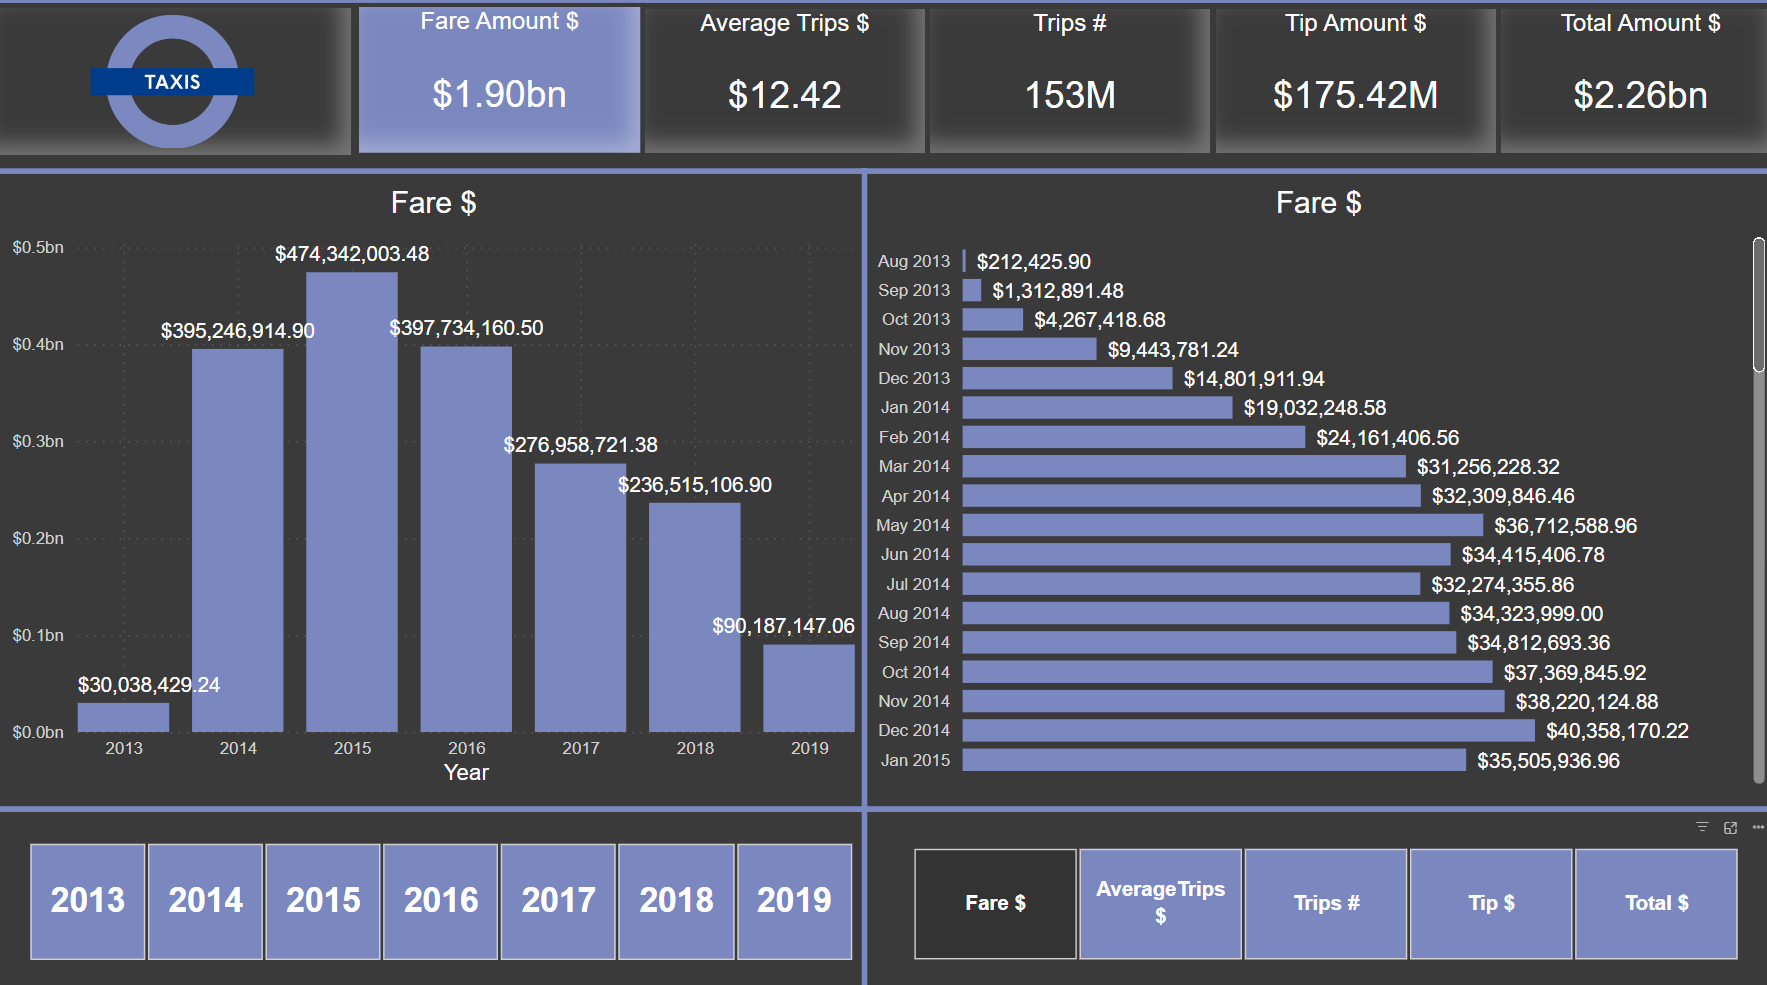 TAXIS
Fare Amount $
$1.90bn
Average Trips $
$12.42
Trips #
153M
Tip Amount $
$175.42M
Total Amount $
$2.26bn
Fare $
$0.5bn
$0.4bn
$0.3bn
$0.2bn
$0.1bn
$0.0bn
$30,038,429.24
$395,246,914.90
$474,342,003.48
$397,734,160.50
$276,958,721.38
$236,515,106.90
$90,187,147.06
2013 2014 2015 2016 2017 2018 2019
Year
Fare $
Aug 2013 $212,425.90
Sep 2013 $1,312,891.48
Oct 2013 $4,267,418.68
Nov 2013 $9,443,781.24
Dec 2013 $14,801,911.94
Jan 2014 $19,032,248.58
Feb 2014 $24,161,406.56
Mar 2014 $31,256,228.32
Apr 2014 $32,309,846.46
May 2014 $36,712,588.96
Jun 2014 $34,415,406.78
Jul 2014 $32,274,355.86
Aug 2014 $34,323,999.00
Sep 2014 $34,812,693.36
Oct 2014 $37,369,845.92
Nov 2014 $38,220,124.88
Dec 2014 $40,358,170.22
Jan 2015 $35,505,936.96
2013 2014 2015 2016 2017 2018 2019
Fare $
AverageTrips
$
Trips #
Tip $
Total $